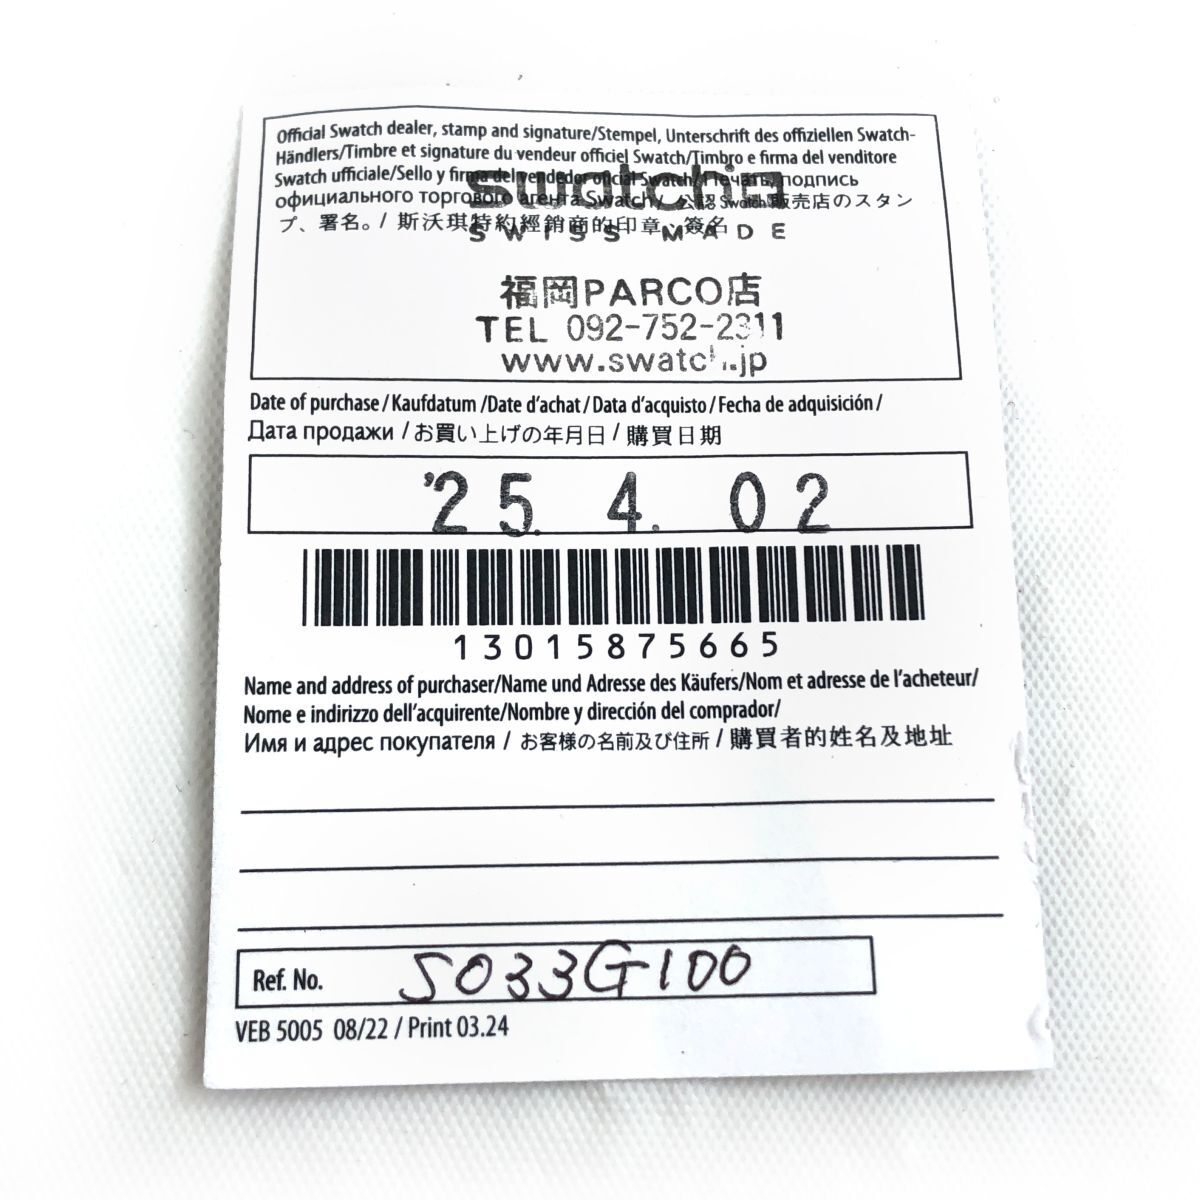 Official Swatch dealer, stamp and signature/Stempel, Unterschrift des offiziellen Swatch-
Händlers/Timbre et signature du vendeur officiel Swatch/Timbro e firma del venditore
Swatch ufficiale/Sello y firma del vendedor oficial Swatch/Печать, подпись
официального торгового агента Swatch / 公認 Swatch 販売店のスタン
プ、署名。/ 斯沃琪特約經銷商的印章、簽名
swatch
SWISS MADE
福岡PARCO店
TEL 092-752-2311
www.swatch.jp
Date of purchase / Kaufdatum /Date d'achat / Data d'acquisto / Fecha de adquisición /
Дата продажи / お買い上げの年月日 / 購買日期
'25. 4. 02
13015875665
Name and address of purchaser/Name und Adresse des Käufers/Nom et adresse de l'acheteur/
Nome e indirizzo dell'acquirente/Nombre y dirección del comprador/
Имя и адрес покупателя / お客様の名前及び住所 / 購買者的姓名及地址
Ref. No. SO33G100
VEB 5005 08/22 / Print 03.24